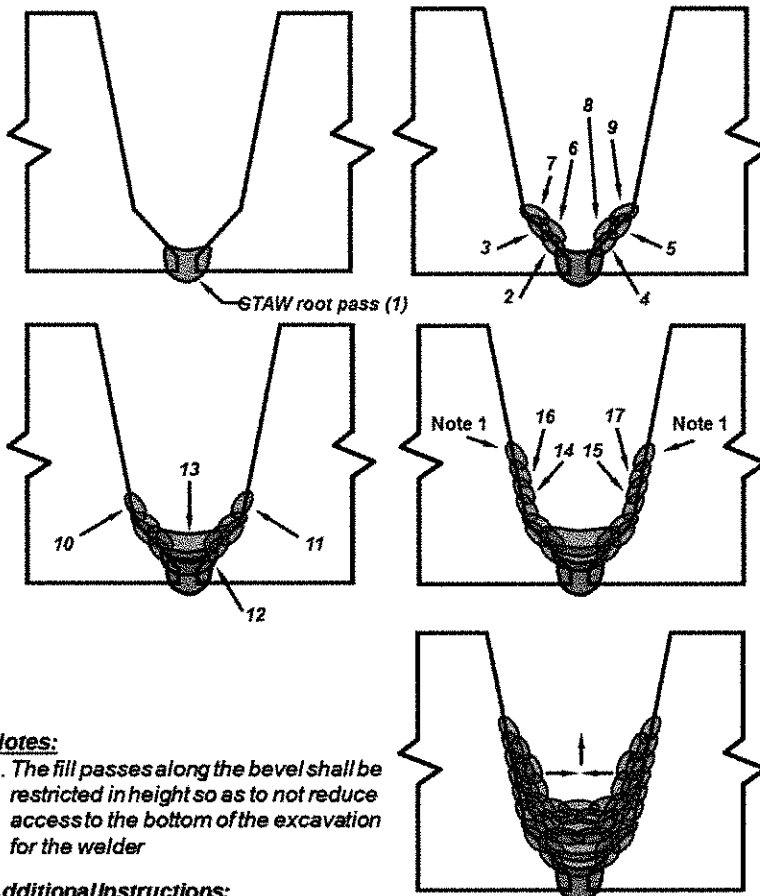 8
9
7 6
3
5
2
4
GTAW root pass (1)
13
10
11
12
Note 1
16
17
Note 1
14 15
Notes:
. The fill passes along the bevel shall be
restricted in height so as to not reduce
access to the bottom of the excavation
for the welder
dditional Instructions: